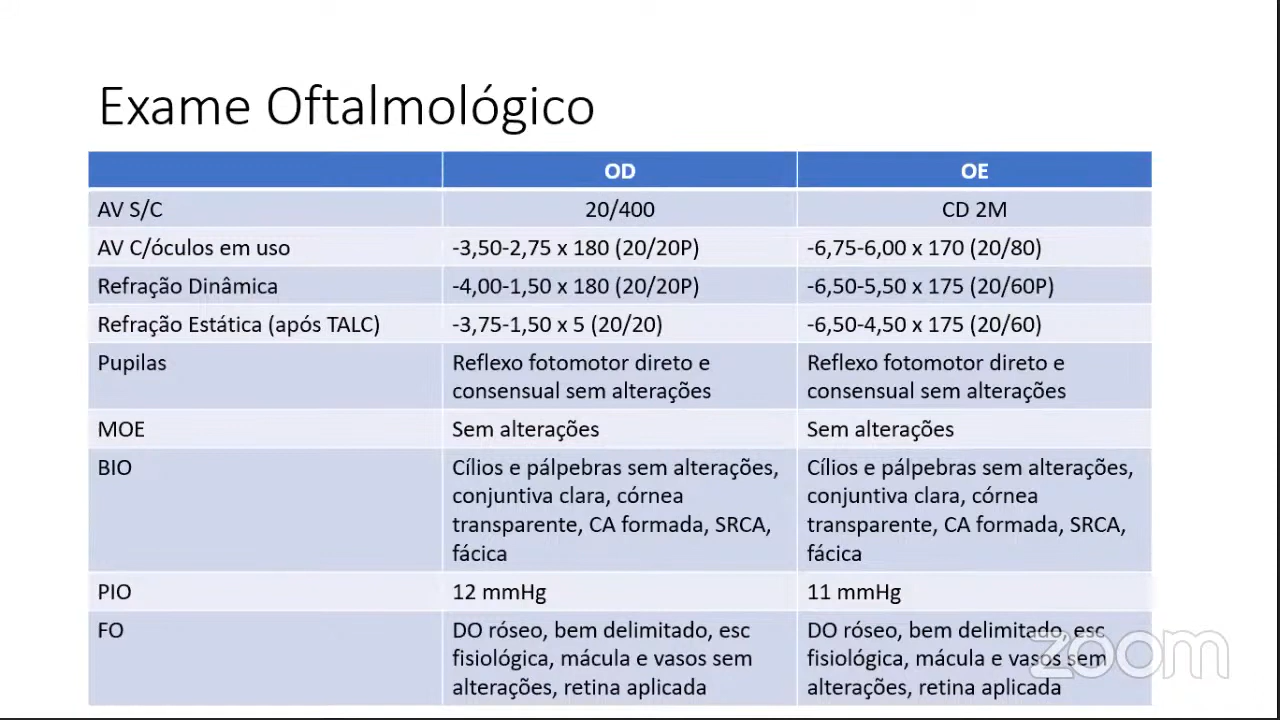 Exame Oftalmológico
OD OE
AV S/C 20/400 CD 2M
AV C/óculos em uso -3,50-2,75 x 180 (20/20P) -6,75-6,00 x 170 (20/80)
Refração Dinâmica -4,00-1,50 x 180 (20/20P) -6,50-5,50 x 175 (20/60P)
Refração Estática (após TALC) -3,75-1,50 x 5 (20/20) -6,50-4,50 x 175 (20/60)
Pupilas Reflexo fotomotor direto e Reflexo fotomotor direto e
consensual sem alterações consensual sem alterações
MOE Sem alterações Sem alterações
BIO Cílios e pálpebras sem alterações, Cílios e pálpebras sem alterações,
conjuntiva clara, córnea conjuntiva clara, córnea
transparente, CA formada, SRCA, transparente, CA formada, SRCA,
fácica fácica
PIO 12 mmHg 11 mmHg
FO DO róseo, bem delimitado, esc DO róseo, bem delimitado, esc
fisiológica, mácula e vasos sem fisiológica, mácula e vasos sem
alterações, retina aplicada alterações, retina aplicada
zoom